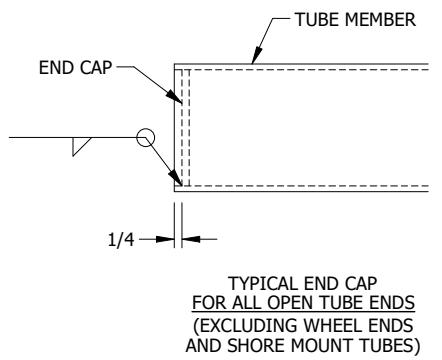 TUBE MEMBER
END CAP
1/4
TYPICAL END CAP
FOR ALL OPEN TUBE ENDS
(EXCLUDING WHEEL ENDS
AND SHORE MOUNT TUBES)